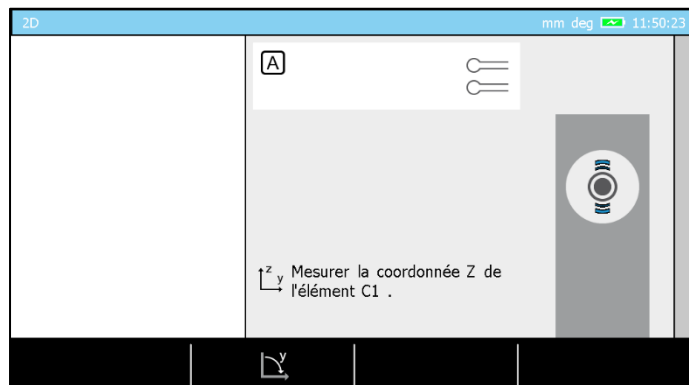 2D
mm deg 11:50:23
A
z
y
Mesurer la coordonnée Z de
l'élément C1 .
y